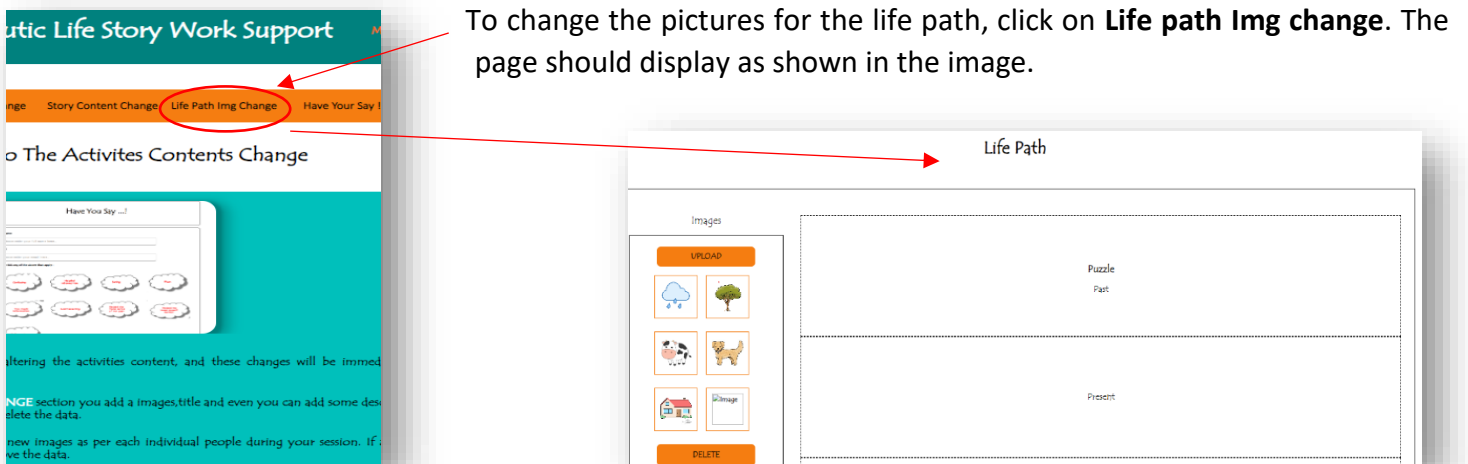 To change the pictures for the life path, click on Life path Img change. The
page should display as shown in the image.
utic Life Story Work Support
nge Story Content Change Life Path Img Change Have Your Say !
o The Activites Contents Change
Have You Say ...!
altering the activities content, and these changes will be immed
NGE section you add a images,title and even you can add some des
elete the data.
new images as per each individual people during your session. If a
ve the data.
Life Path
Images
UPLOAD
Image
DELETE
Puzzle
Past
Present